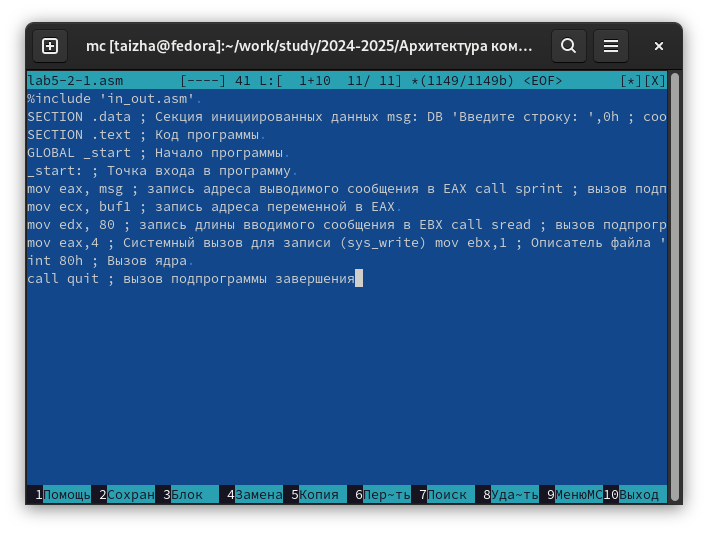 mc [taizha@fedora]:~/work/study/2024-2025/Архитектура ком…
lab5-2-1.asm [----] 41 L:[ 1+10 11/ 11] *(1149/1149b) <EOF> [*][X]
%include 'in_out.asm'.
SECTION .data ; Секция инициированных данных msg: DB 'Введите строку: ',0h ; соо
SECTION .text ; Код программы.
GLOBAL _start ; Начало программы.
_start: ; Точка входа в программу.
mov eax, msg ; запись адреса выводимого сообщения в EAX call sprint ; вызов подп
mov ecx, buf1 ; запись адреса переменной в EAX.
mov edx, 80 ; запись длины вводимого сообщения в EBX call sread ; вызов подпрогр
mov eax,4 ; Системный вызов для записи (sys_write) mov ebx,1 ; Описатель файла '
int 80h ; Вызов ядра.
call quit ; вызов подпрограммы завершения
1Помощь 2Сохран 3Блок 4Замена 5Копия 6Пер~ть 7Поиск 8Уда~ть 9МенюМС 10Выход